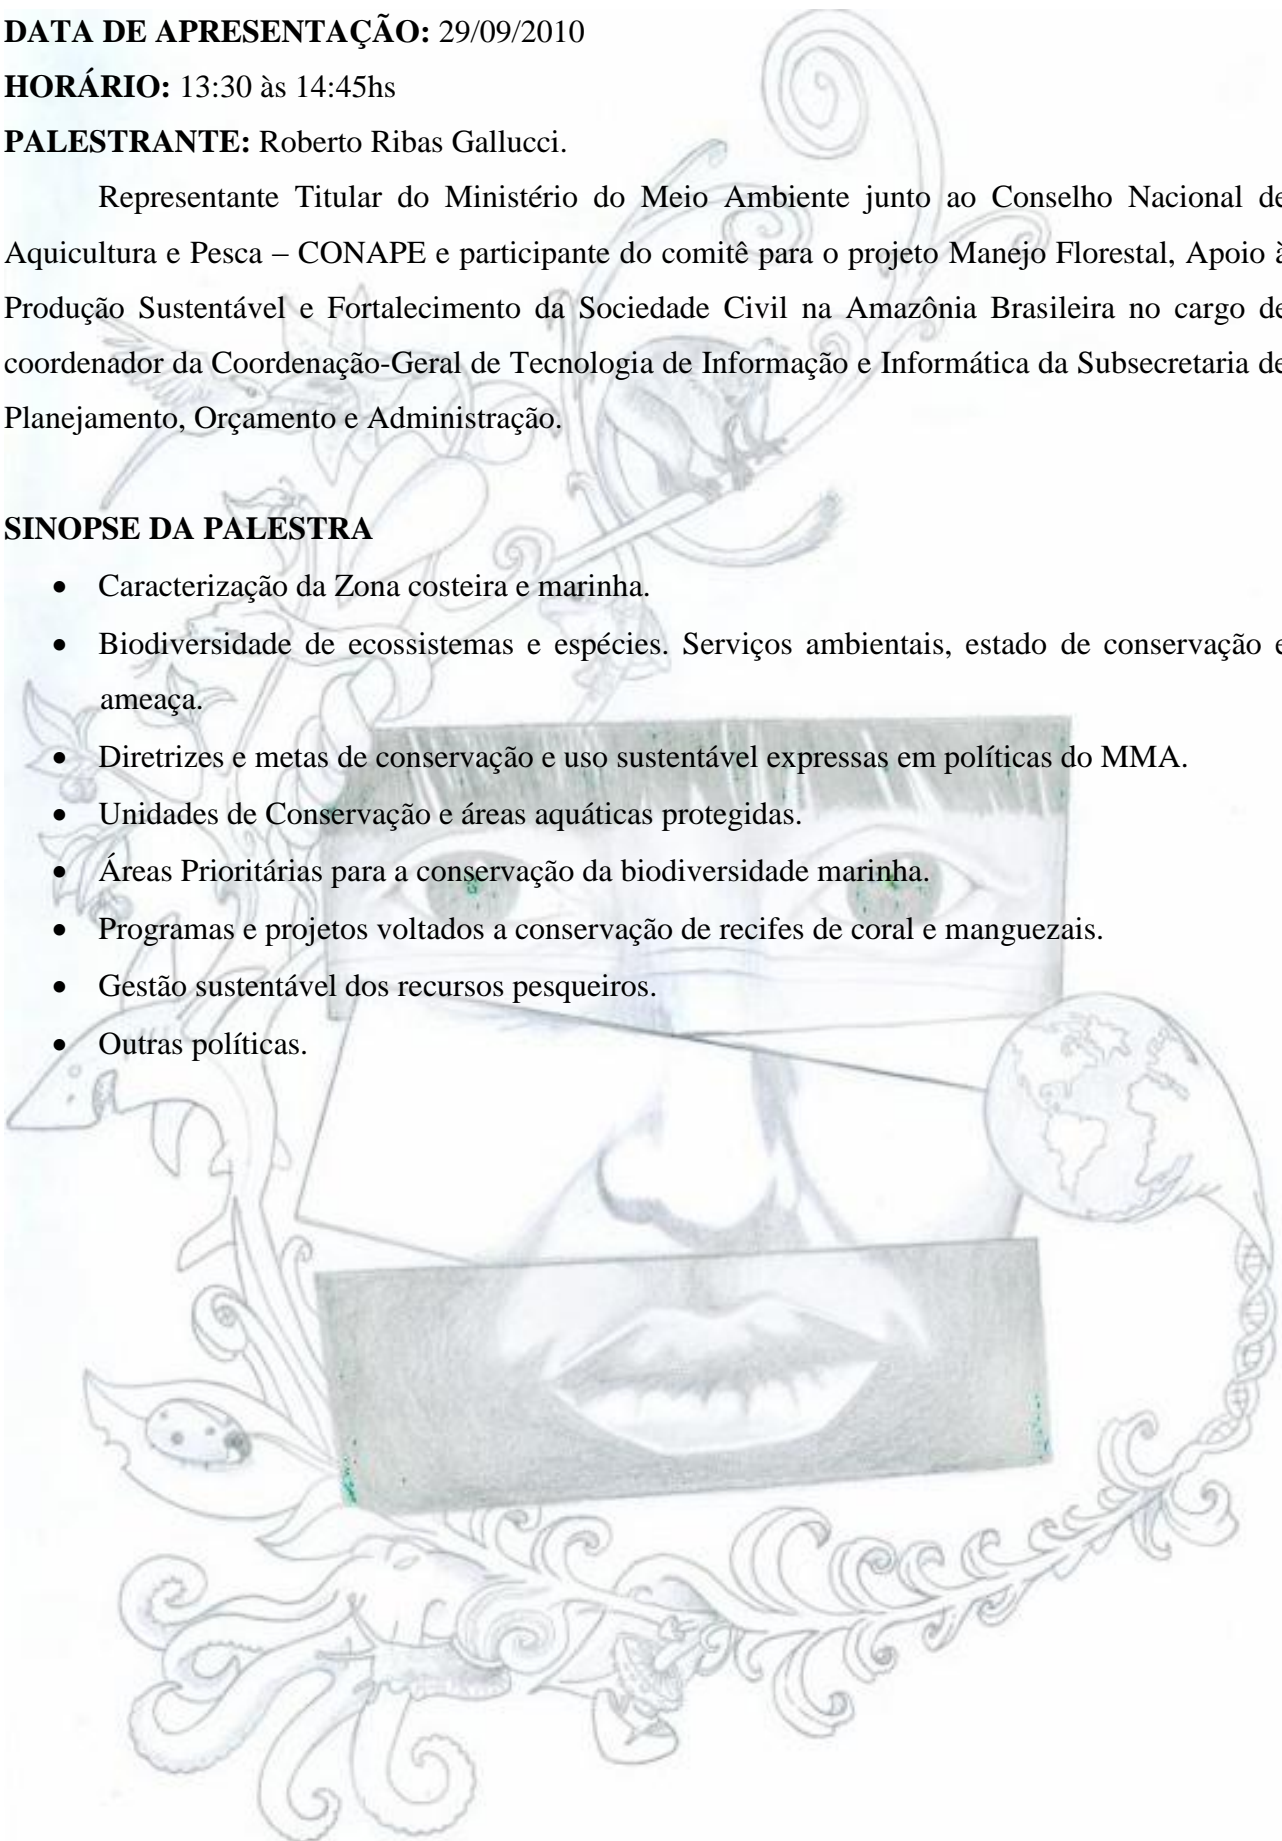 DATA DE APRESENTAÇÃO: 29/09/2010
HORÁRIO: 13:30 às 14:45hs
PALESTRANTE: Roberto Ribas Gallucci.
Representante Titular do Ministério do Meio Ambiente junto ao Conselho Nacional de
Aquicultura e Pesca – CONAPE e participante do comitê para o projeto Manejo Florestal, Apoio à
Produção Sustentável e Fortalecimento da Sociedade Civil na Amazônia Brasileira no cargo de
coordenador da Coordenação-Geral de Tecnologia de Informação e Informática da Subsecretaria de
Planejamento, Orçamento e Administração.
SINOPSE DA PALESTRA
• Caracterização da Zona costeira e marinha.
• Biodiversidade de ecossistemas e espécies. Serviços ambientais, estado de conservação e
ameaça.
• Diretrizes e metas de conservação e uso sustentável expressas em políticas do MMA.
• Unidades de Conservação e áreas aquáticas protegidas.
• Áreas Prioritárias para a conservação da biodiversidade marinha.
• Programas e projetos voltados a conservação de recifes de coral e manguezais.
• Gestão sustentável dos recursos pesqueiros.
• Outras políticas.